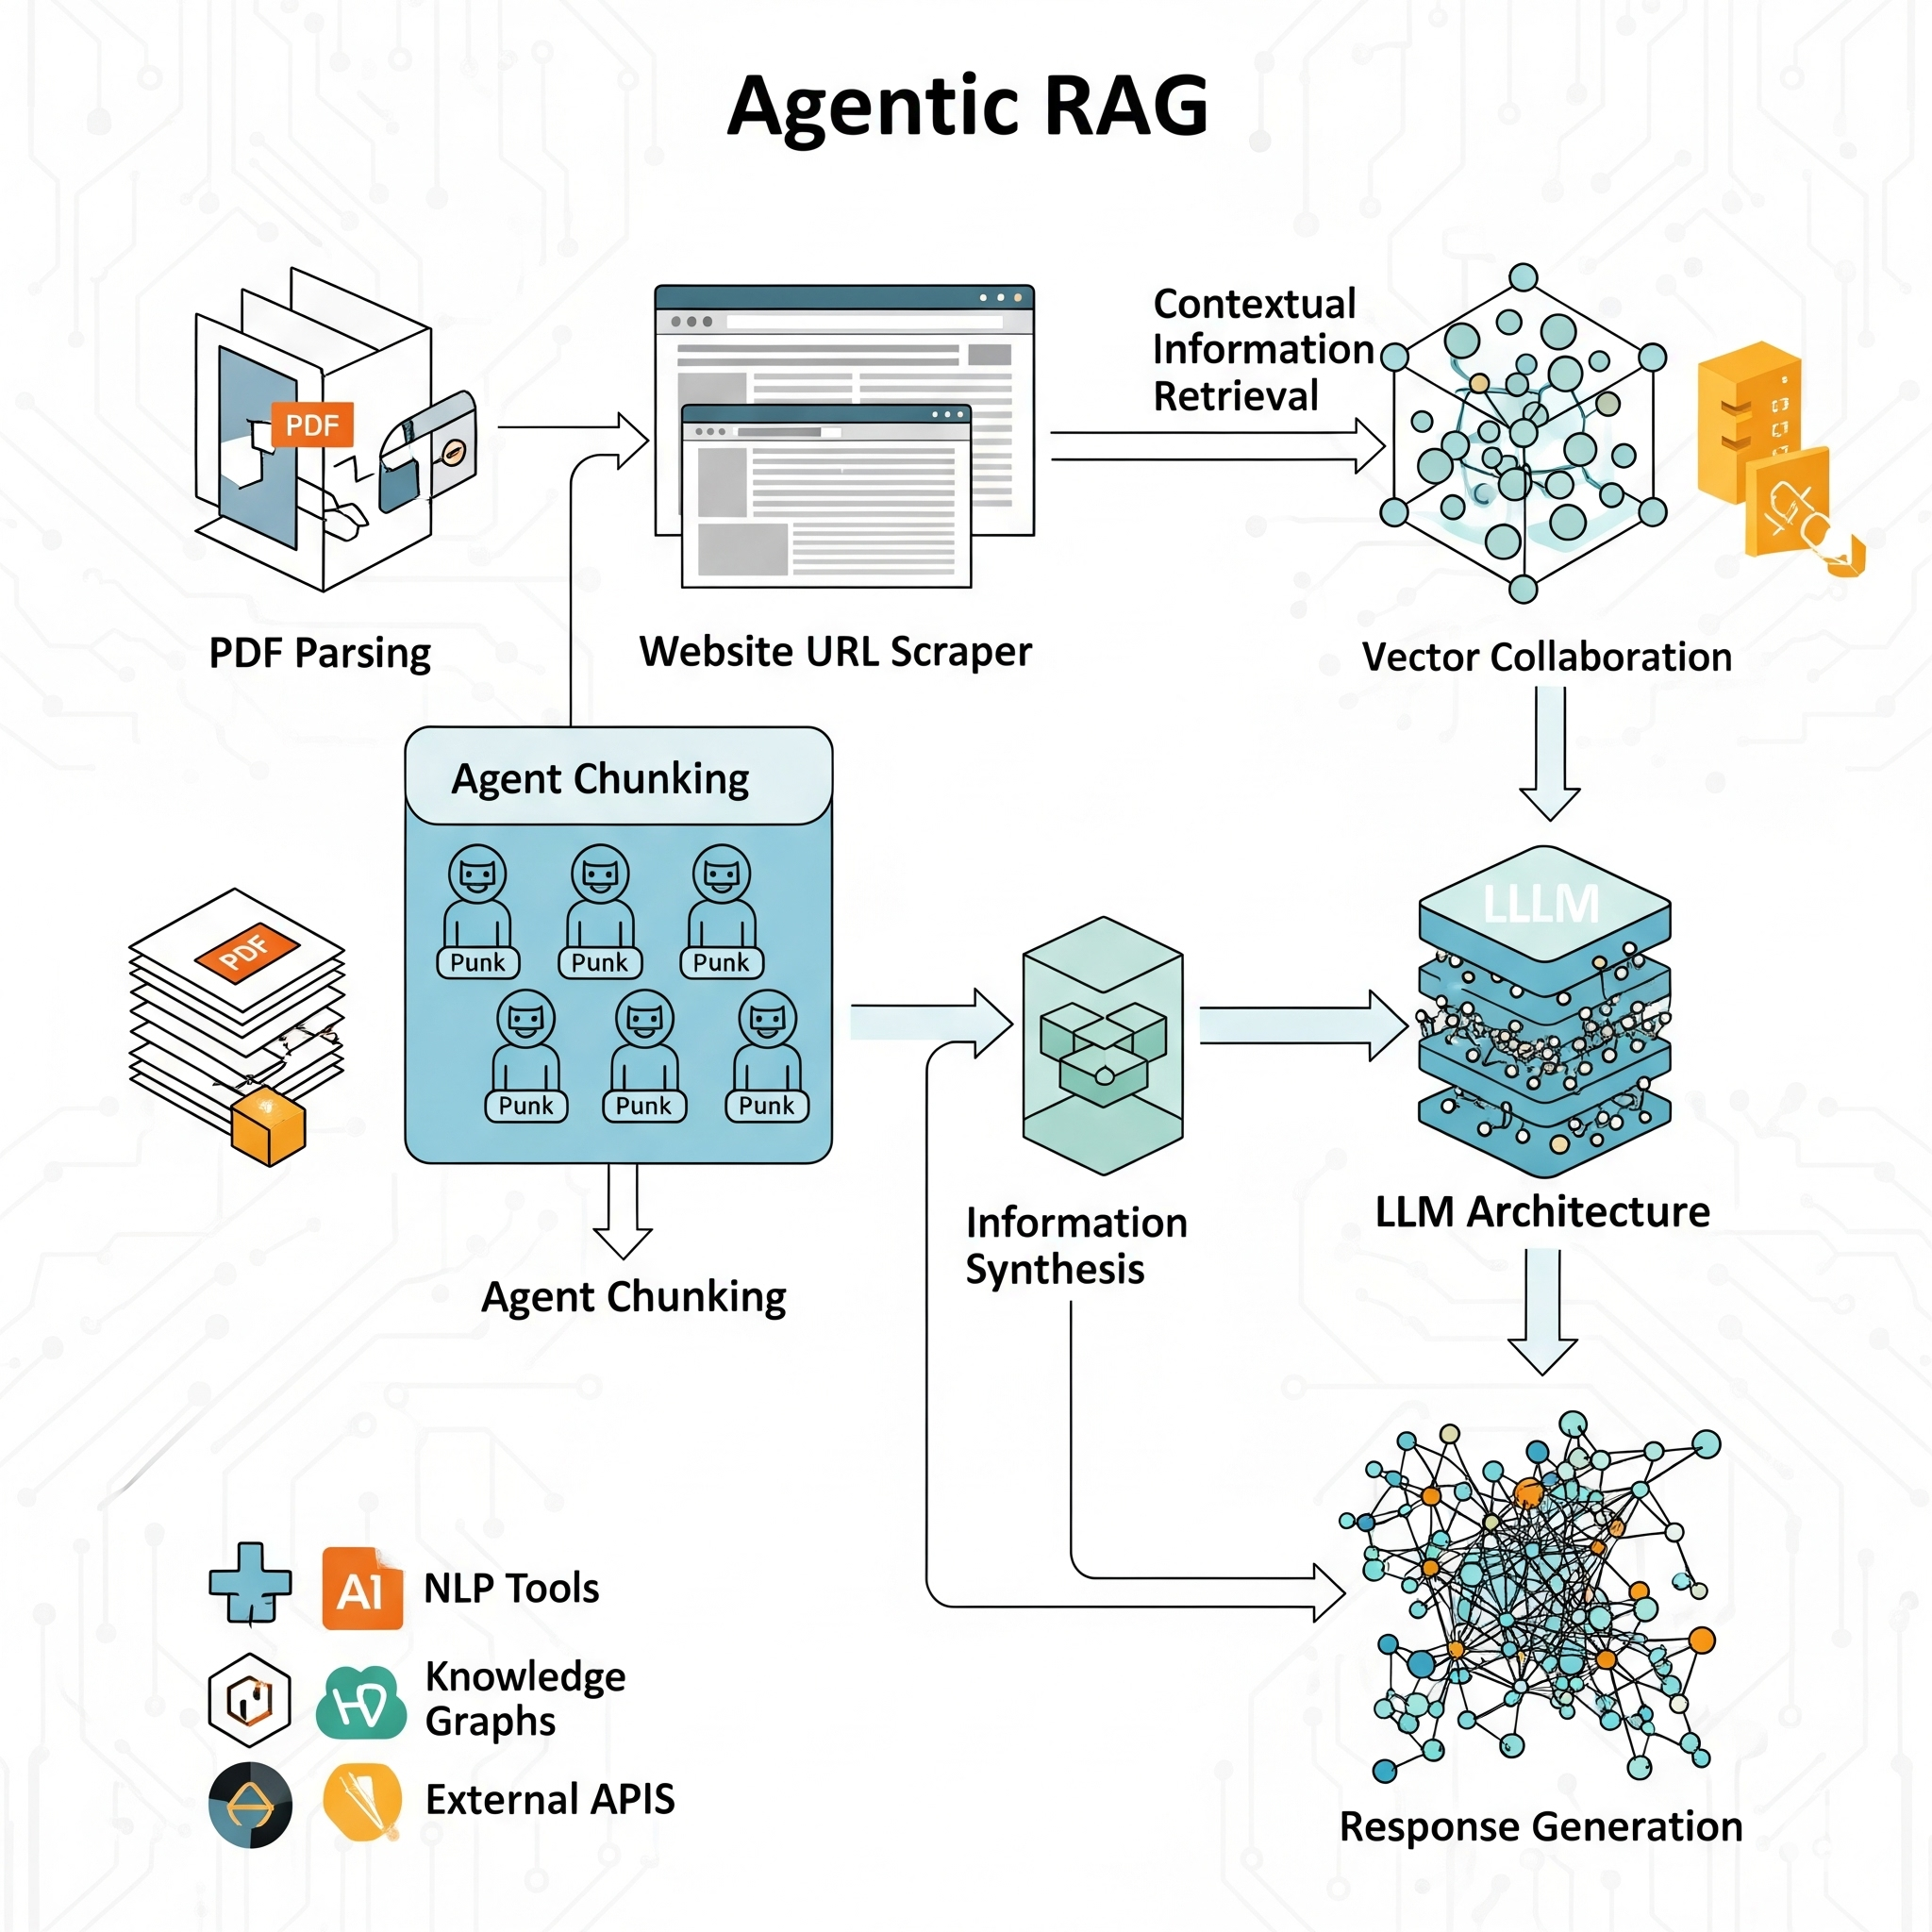 Agentic RAG
PDF
Contextual
Information
Retrieval
PDF Parsing
Website URL Scraper
Vector Collaboration
Agent Chunking
PDF
Punk
Punk
Punk
Punk
Punk
Punk
LLLM
Agent Chunking
Information
Synthesis
LLM Architecture
AI
NLP Tools
Knowledge
Graphs
External APIS
Response Generation